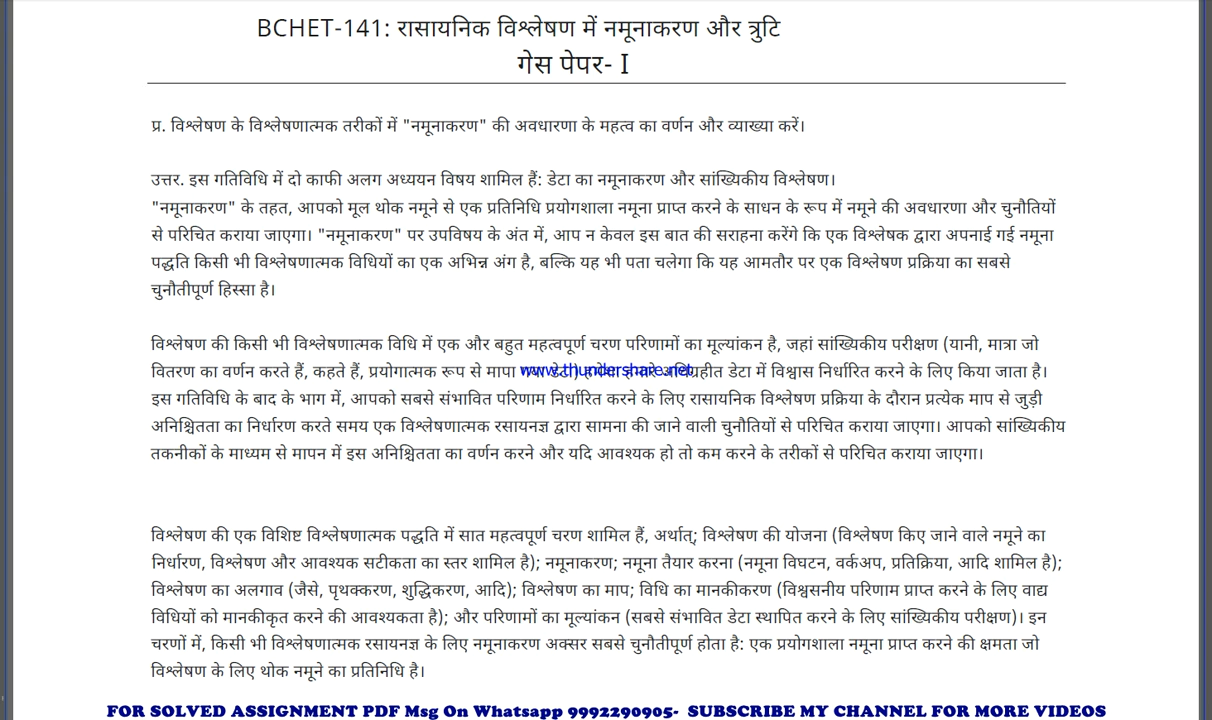 BCHET-141: रासायनिक विश्लेषण में नमूनाकरण और त्रुटि
गेस पेपर- I
प्र. विश्लेषण के विश्लेषणात्मक तरीकों में "नमूनाकरण" की अवधारणा के महत्व का वर्णन और व्याख्या करें।
उत्तर. इस गतिविधि में दो काफी अलग अध्ययन विषय शामिल हैं: डेटा का नमूनाकरण और सांख्यिकीय विश्लेषण।
"नमूनाकरण" के तहत, आपको मूल थोक नमूने से एक प्रतिनिधि प्रयोगशाला नमूना प्राप्त करने के साधन के रूप में नमूने की अवधारणा और चुनौतियों
से परिचित कराया जाएगा। "नमूनाकरण" पर उपविषय के अंत में, आप न केवल इस बात की सराहना करेंगे कि एक विश्लेषक द्वारा अपनाई गई नमूना
पद्धति किसी भी विश्लेषणात्मक विधियों का एक अभिन्न अंग है, बल्कि यह भी पता चलेगा कि यह आमतौर पर एक विश्लेषण प्रक्रिया का सबसे
चुनौतीपूर्ण हिस्सा है।
विश्लेषण की किसी भी विश्लेषणात्मक विधि में एक और बहुत महत्वपूर्ण चरण परिणामों का मूल्यांकन है, जहां सांख्यिकीय परीक्षण (यानी, मात्रा जो
वितरण का वर्णन करते हैं, कहते हैं, प्रयोगात्मक रूप से मापा www.thundershare.net डेटा में विश्वास निर्धारित करने के लिए किया जाता है।
इस गतिविधि के बाद के भाग में, आपको सबसे संभावित परिणाम निर्धारित करने के लिए रासायनिक विश्लेषण प्रक्रिया के दौरान प्रत्येक माप से जुड़ी
अनिश्चितता का निर्धारण करते समय एक विश्लेषणात्मक रसायनज्ञ द्वारा सामना की जाने वाली चुनौतियों से परिचित कराया जाएगा। आपको सांख्यिकीय
तकनीकों के माध्यम से मापन में इस अनिश्चितता का वर्णन करने और यदि आवश्यक हो तो कम करने के तरीकों से परिचित कराया जाएगा।
विश्लेषण की एक विशिष्ट विश्लेषणात्मक पद्धति में सात महत्वपूर्ण चरण शामिल हैं, अर्थात्; विश्लेषण की योजना (विश्लेषण किए जाने वाले नमूने का
निर्धारण, विश्लेषण और आवश्यक सटीकता का स्तर शामिल है); नमूनाकरण; नमूना तैयार करना (नमूना विघटन, वर्कअप, प्रतिक्रिया, आदि शामिल है);
विश्लेषण का अलगाव (जैसे, पृथक्करण, शुद्धिकरण, आदि); विश्लेषण का माप; विधि का मानकीकरण (विश्वसनीय परिणाम प्राप्त करने के लिए वाद्य
विधियों को मानकीकृत करने की आवश्यकता है); और परिणामों का मूल्यांकन (सबसे संभावित डेटा स्थापित करने के लिए सांख्यिकीय परीक्षण)। इन
चरणों में, किसी भी विश्लेषणात्मक रसायनज्ञ के लिए नमूनाकरण अक्सर सबसे चुनौतीपूर्ण होता है: एक प्रयोगशाला नमूना प्राप्त करने की क्षमता जो
विश्लेषण के लिए थोक नमूने का प्रतिनिधि है।
FOR SOLVED ASSIGNMENT PDF Msg On Whatsapp 9992290905- SUBSCRIBE MY CHANNEL FOR MORE VIDEOS